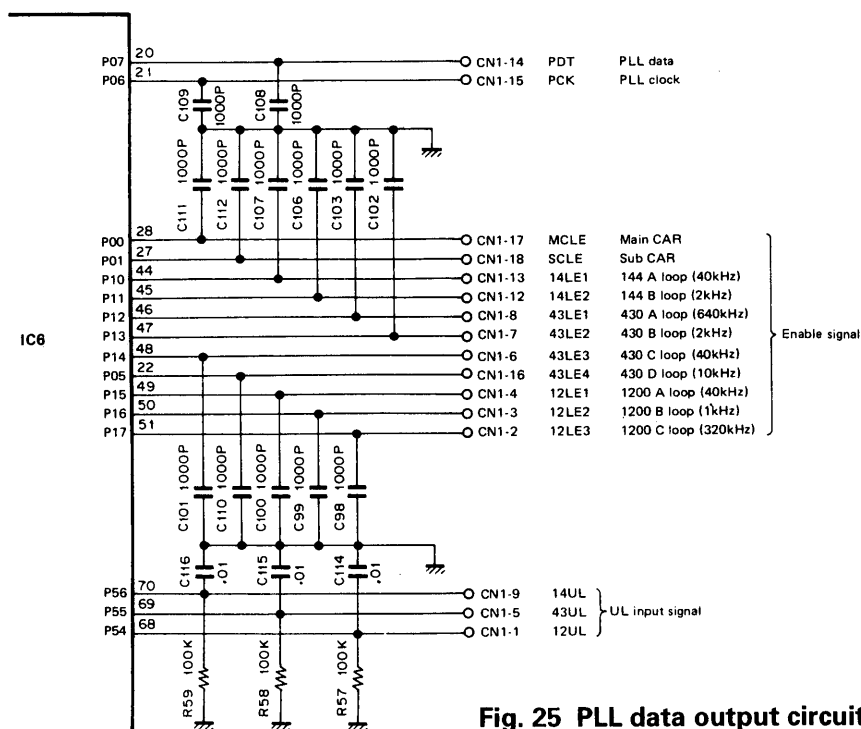 P07 20 CN1-14 PDT PLL data
P06 21 CN1-15 PCK PLL clock
C109 1000P C108 1000P
C111 1000P C112 1000P C107 1000P C106 1000P C103 1000P C102 1000P
P00 28 CN1-17 MCLE Main CAR
P01 27 CN1-18 SCLE Sub CAR
P10 44 CN1-13 14LE1 144 A loop (40kHz)
P11 45 CN1-12 14LE2 144 B loop (2kHz)
P12 46 CN1-8 43LE1 430 A loop (640kHz)
P13 47 CN1-7 43LE2 430 B loop (2kHz)
IC6
Enable signal
P14 48 CN1-6 43LE3 430 C loop (40kHz)
P05 22 CN1-16 43LE4 430 D loop (10kHz)
P15 49 CN1-4 12LE1 1200 A loop (40kHz)
P16 50 CN1-3 12LE2 1200 B loop (1kHz)
P17 51 CN1-2 12LE3 1200 C loop (320kHz)
C101 1000P C110 1000P C100 1000P C99 1000P C98 1000P
C116 .01 C115 .01 C114 .01
P56 70 CN1-9 14UL
P55 69 CN1-5 43UL UL input signal
P54 68 CN1-1 12UL
R59 100K R58 100K R57 100K
Fig. 25 PLL data output circuit